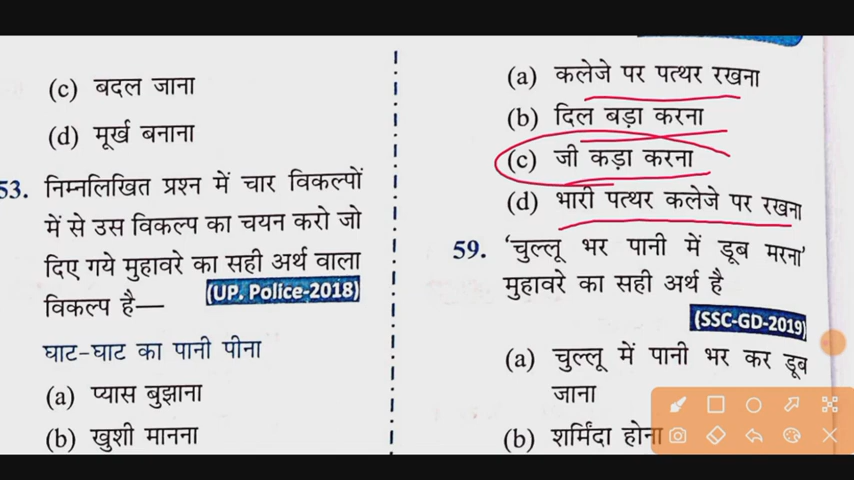 (c) बदल जाना
(d) मूर्ख बनाना
53. निम्नलिखित प्रश्न में चार विकल्पों
में से उस विकल्प का चयन करो जो
दिए गये मुहावरे का सही अर्थ वाला
विकल्प है—
(UP. Police-2018)
घाट-घाट का पानी पीना
(a) प्यास बुझाना
(b) खुशी मानना
(a) कलेजे पर पत्थर रखना
(b) दिल बड़ा करना
(c) जी कड़ा करना
(d) भारी पत्थर कलेजे पर रखना
59. 'चुल्लू भर पानी में डूब मरना'
मुहावरे का सही अर्थ है
(SSC-GD-2019)
(a) चुल्लू में पानी भर कर डूब
जाना
(b) शर्मिंदा होना